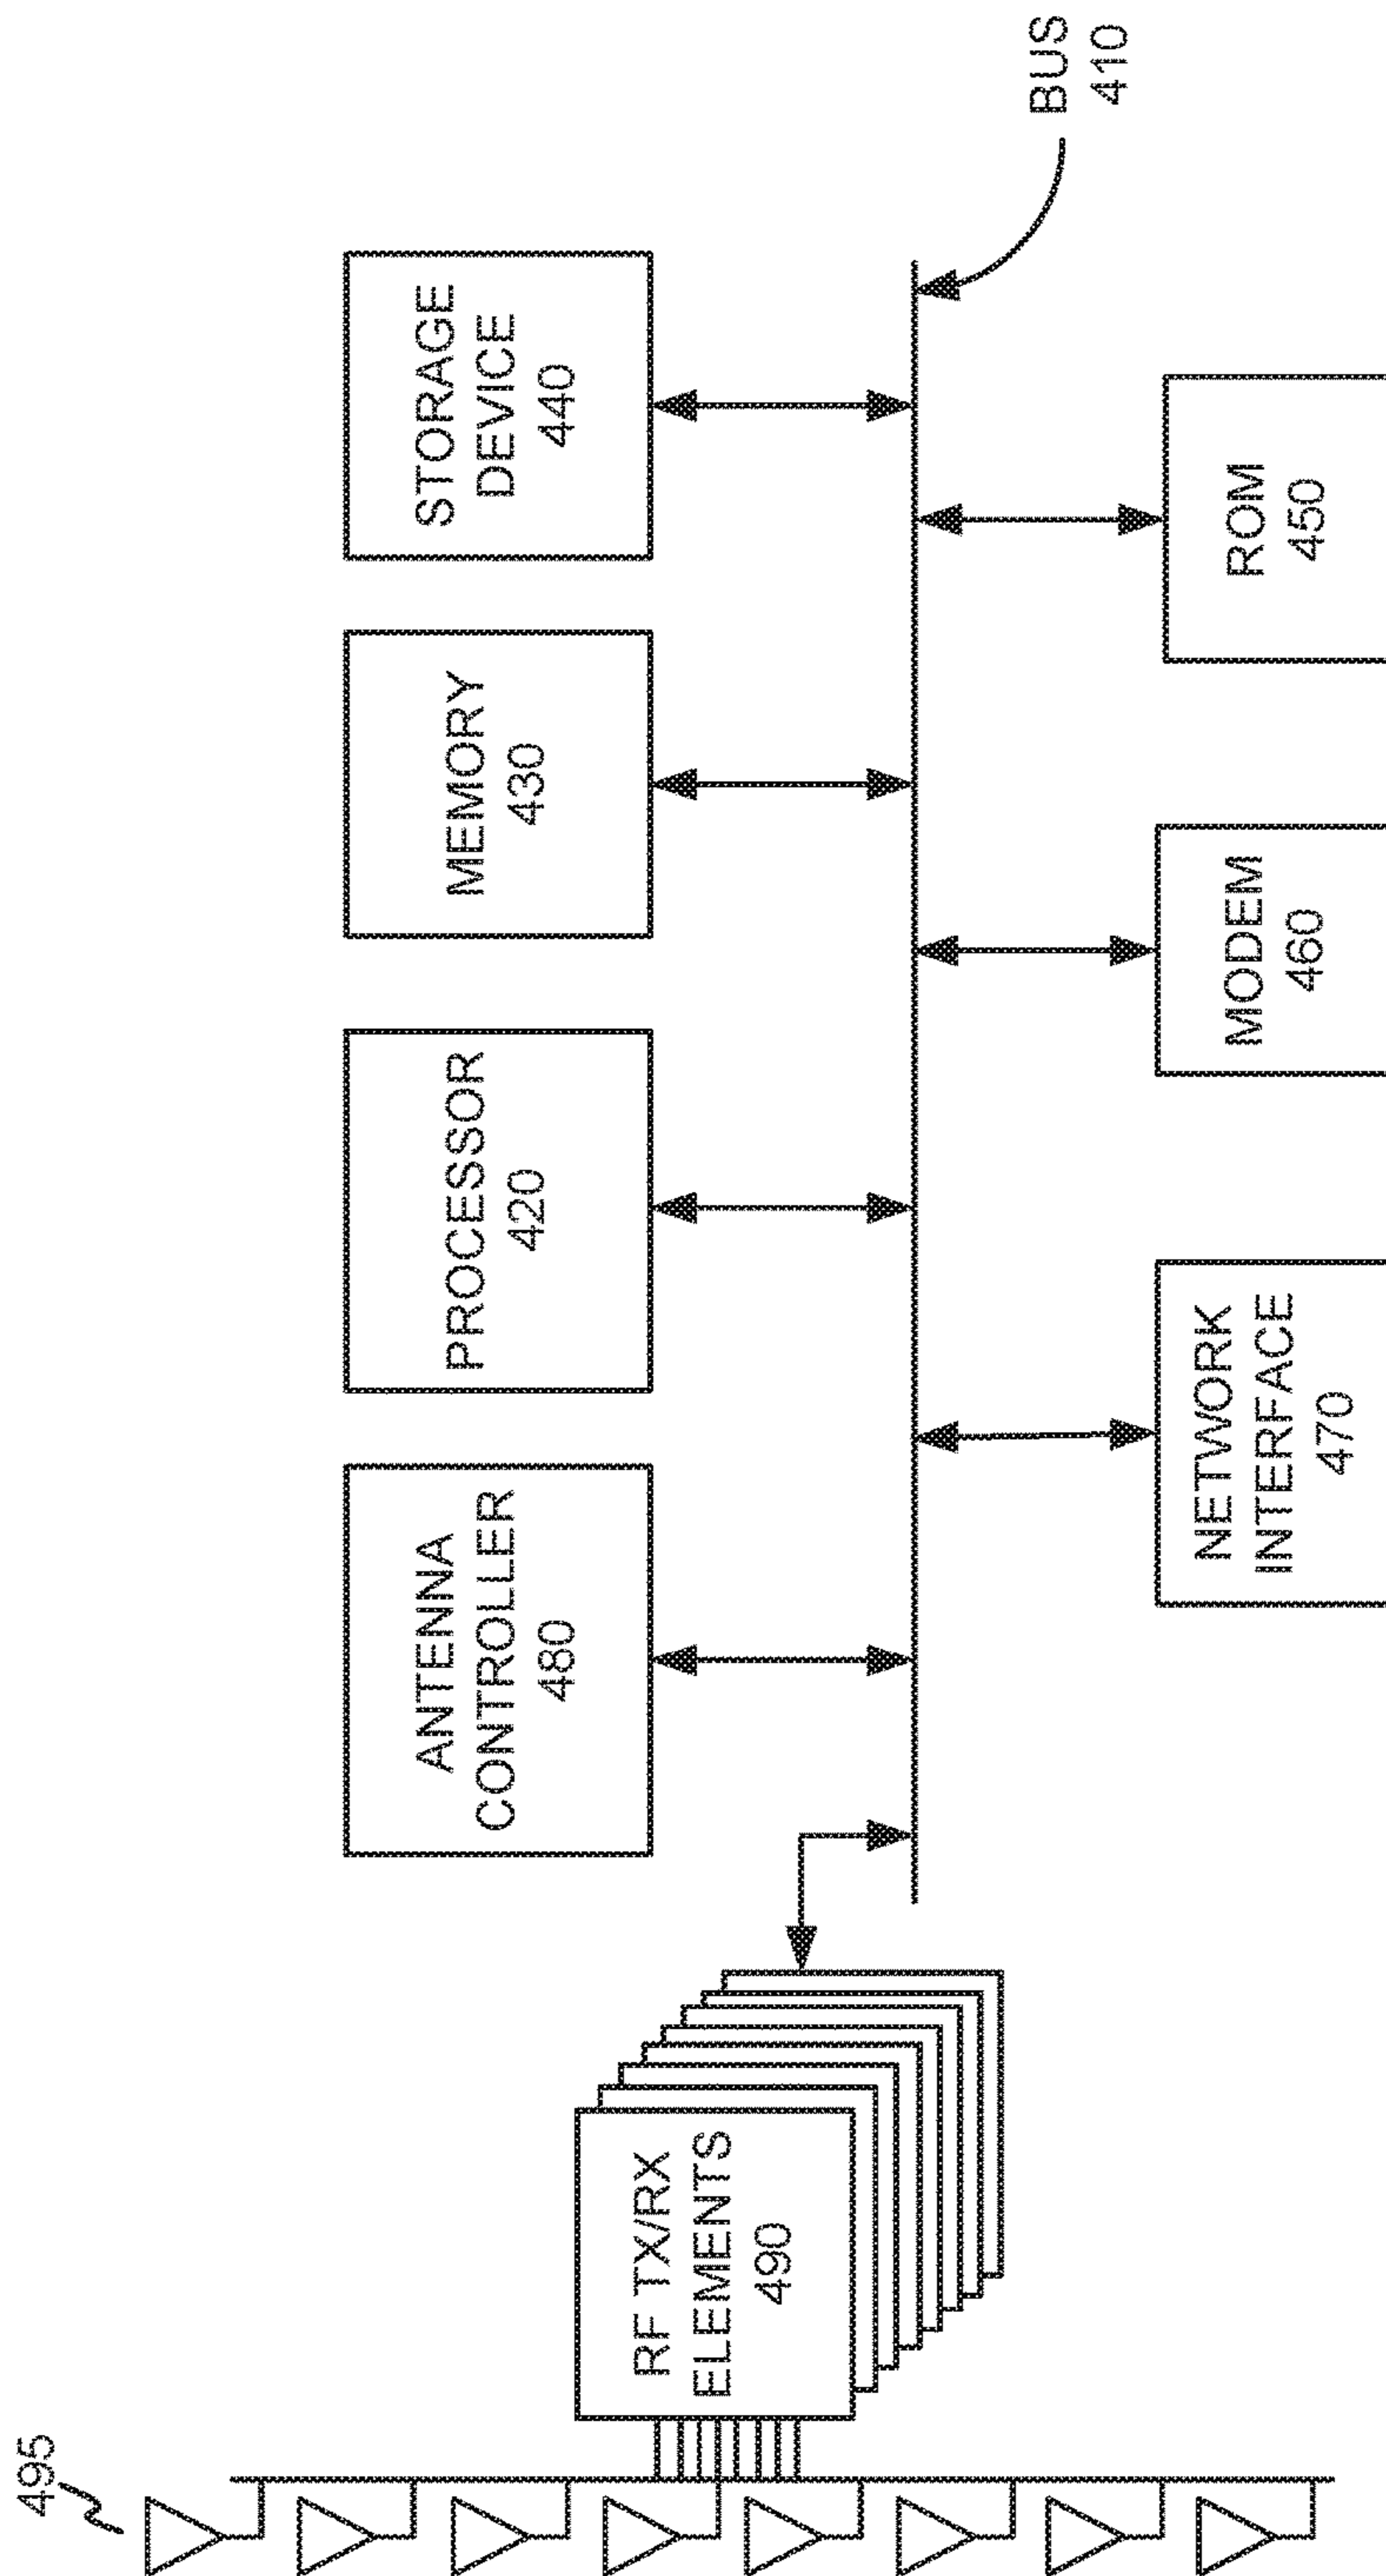 495
RF TX/RX
ELEMENTS
490
ANTENNA
CONTROLLER
480
PROCESSOR
420
MEMORY
430
STORAGE
DEVICE
440
BUS
410
NETWORK
INTERFACE
470
MODEM
460
ROM
450